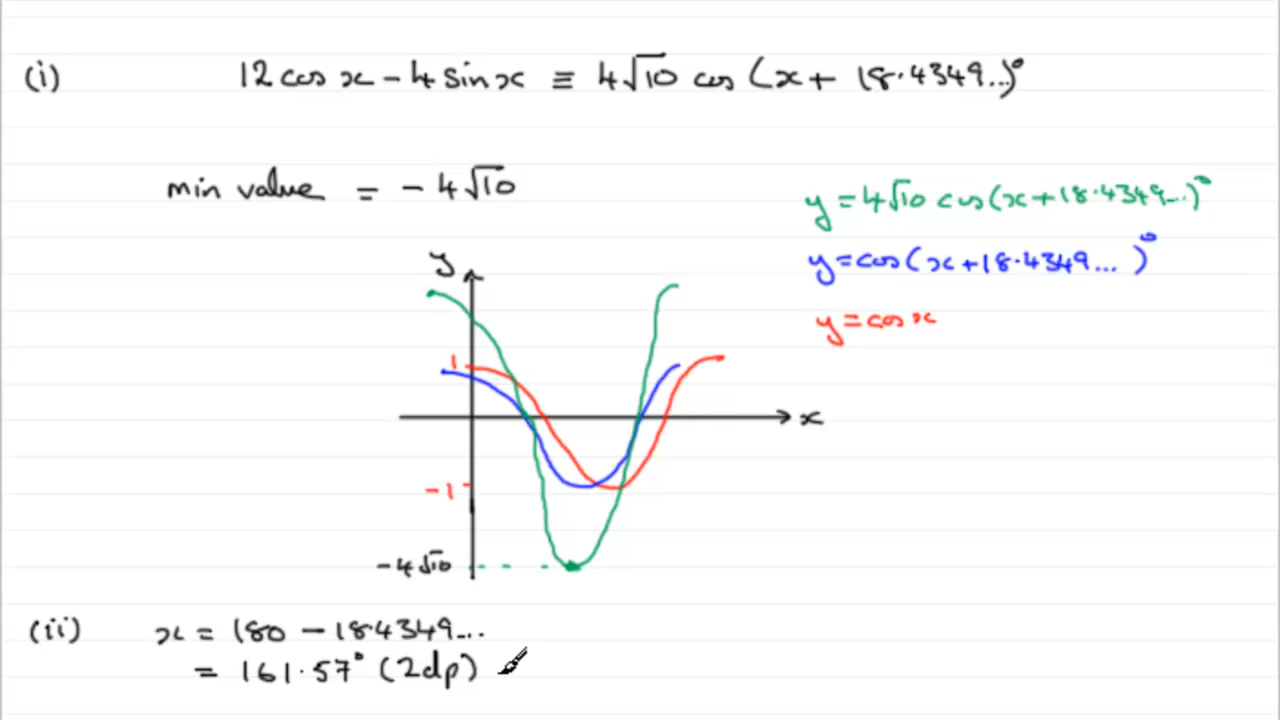 (i) 12 cos x - 4 sin x ≡ 4√10 cos (x + 18.4349...)°
min value = - 4√10
y = 4√10 cos(x+18.4349...)°
y = cos(x+18.4349...)°
y = cos x
y
1
x
-1
-4√10
(ii) x = 180 - 18.4349...
= 161.57° (2dp)